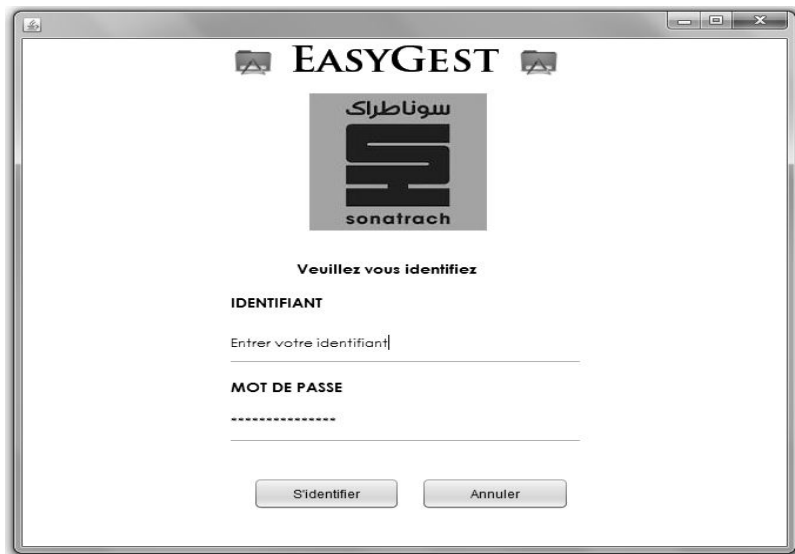 EASYGEST
سوناطراك
sonatrach
Veuillez vous identifiez
IDENTIFIANT
Entrer votre identifiant
MOT DE PASSE
---------------
S'identifier
Annuler